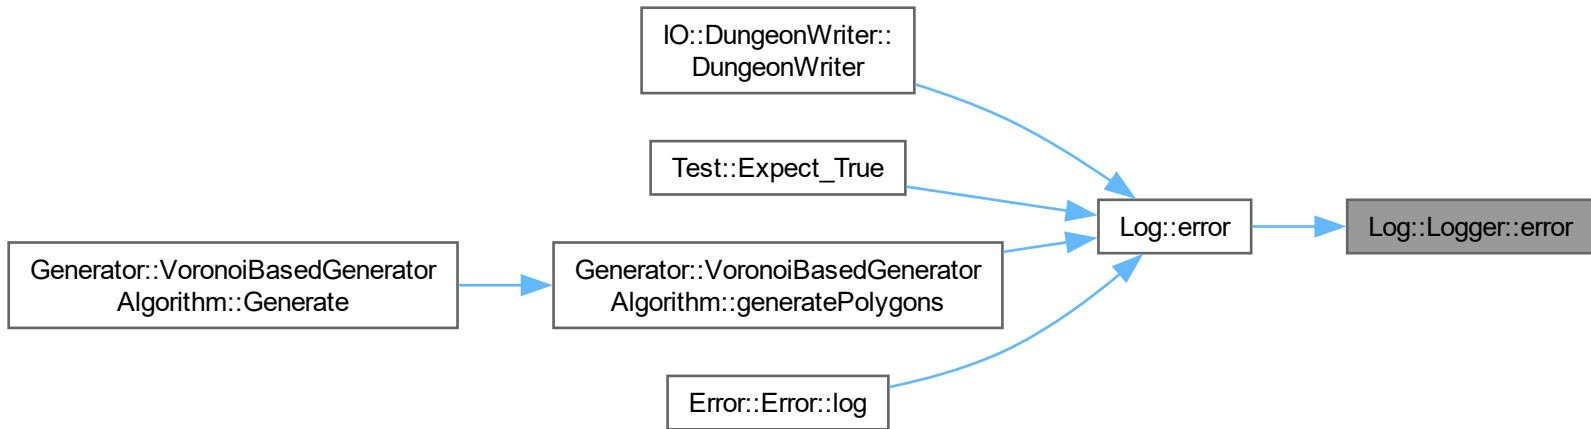 IO::DungeonWriter::
DungeonWriter
Test::Expect_True
Log::error
Log::Logger::error
Generator::VoronoiBasedGenerator
Algorithm::Generate
Generator::VoronoiBasedGenerator
Algorithm::generatePolygons
Error::Error::log